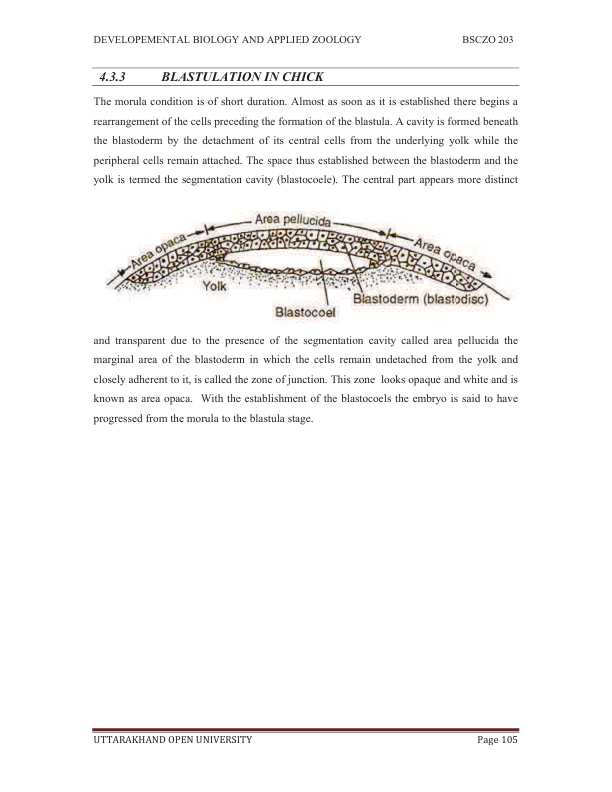 DEVELOPEMENTAL BIOLOGY AND APPLIED ZOOLOGY BSCZO 203
4.3.3 BLASTULATION IN CHICK
The morula condition is of short duration. Almost as soon as it is established there begins a
rearrangement of the cells preceding the formation of the blastula. A cavity is formed beneath
the blastoderm by the detachment of its central cells from the underlying yolk while the
peripheral cells remain attached. The space thus established between the blastoderm and the
yolk is termed the segmentation cavity (blastocoele). The central part appears more distinct
Area pellucida
Area opaca
Area opaca
Yolk
Blastoderm (blastodisc)
Blastocoel
and transparent due to the presence of the segmentation cavity called area pellucida the
marginal area of the blastoderm in which the cells remain undetached from the yolk and
closely adherent to it, is called the zone of junction. This zone looks opaque and white and is
known as area opaca. With the establishment of the blastocoels the embryo is said to have
progressed from the morula to the blastula stage.
UTTARAKHAND OPEN UNIVERSITY Page 105